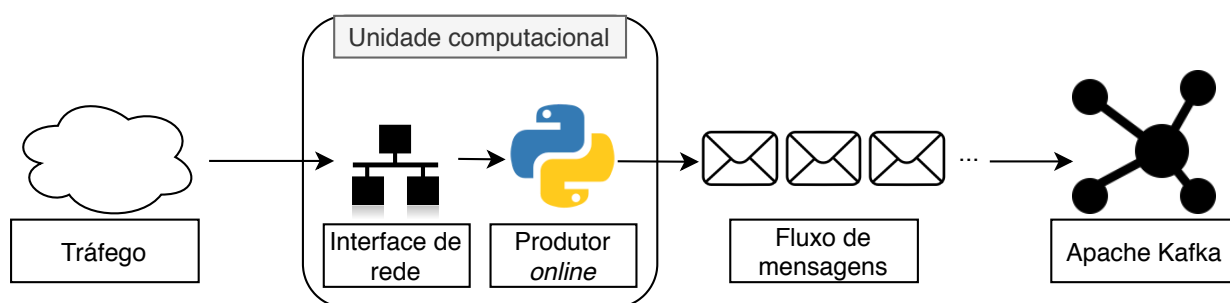 Unidade computacional
Tráfego
Interface de
rede
Produtor
online
Fluxo de
mensagens
...
Apache Kafka